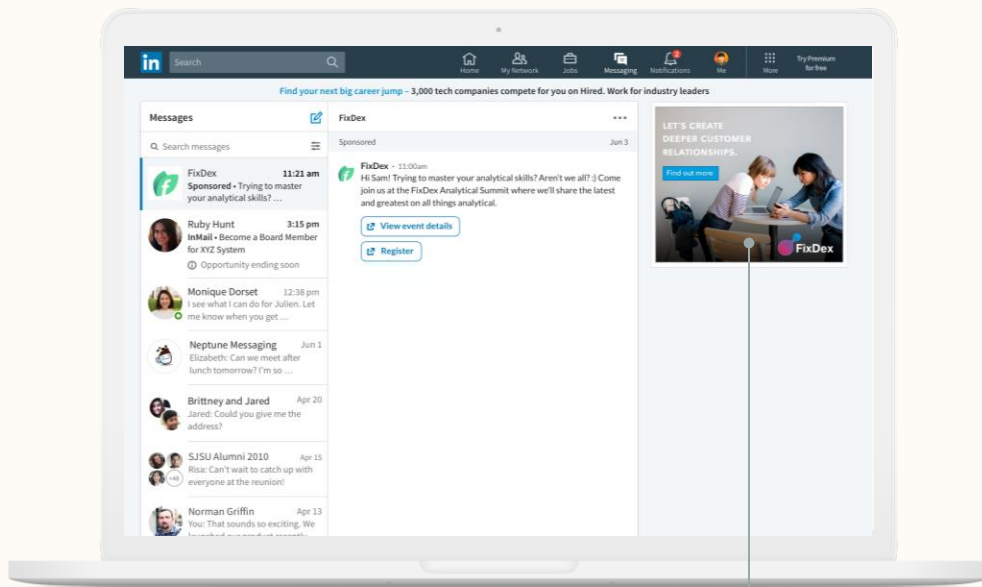 in
Search
Home
My Network
Jobs
Messaging
2
Notifications
Me
More
Try Premium
for free
Find your next big career jump – 3,000 tech companies compete for you on Hired. Work for industry leaders
Messages
Search messages
FixDex 11:21 am
Sponsored • Trying to master
your analytical skills? ...
Ruby Hunt 3:15 pm
InMail • Become a Board Member
for XYZ System
Opportunity ending soon
Monique Dorset 12:38 pm
I see what I can do for Julien. Let
me know when you get ...
Neptune Messaging Jun 1
Elizabeth: Can we meet after
lunch tomorrow? I'm so ...
Brittney and Jared Apr 20
Jared: Could you give me the
address?
SJSU Alumni 2010 Apr 15
Risa: Can't wait to catch up with
everyone at the reunion!
+48
Norman Griffin Apr 13
You: That sounds so exciting. We
FixDex
Sponsored Jun 3
FixDex • 11:00am
Hi Sam! Trying to master your analytical skills? Aren't we all? :) Come
join us at the FixDex Analytical Summit where we'll share the latest
and greatest on all things analytical.
View event details
Register
LET'S CREATE
DEEPER CUSTOMER
RELATIONSHIPS.
Find out more
FixDex